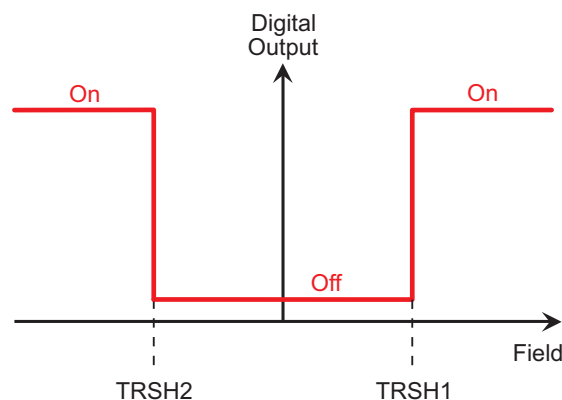 Digital
Output
On
On
Off
Field
TRSH2
TRSH1